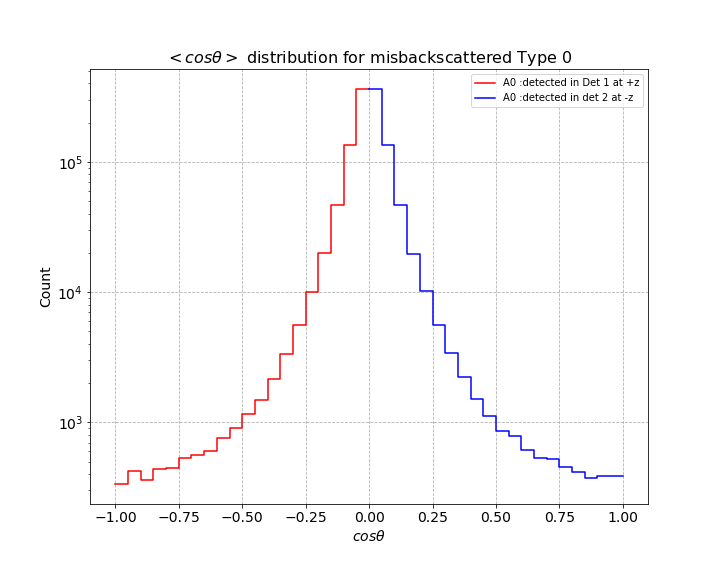 < cosθ > distribution for misbackscattered Type 0
A0 :detected in Det 1 at +z
A0 :detected in det 2 at -z
Count
10^5
10^4
10^3
−1.00 −0.75 −0.50 −0.25 0.00 0.25 0.50 0.75 1.00
cosθ